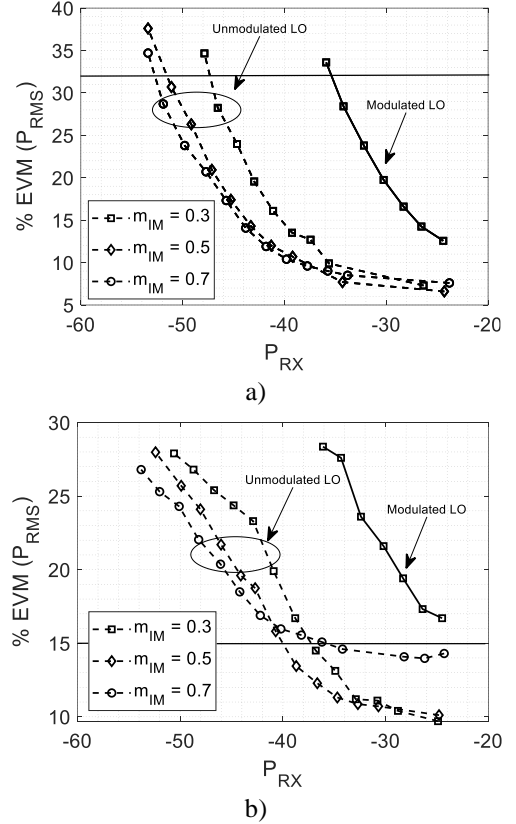 40
35
30
25
20
15
10
5
-60
-50
-40
-30
-20
% EVM (P_RMS)
P_RX
Unmodulated LO
Modulated LO
m_IM = 0.3
m_IM = 0.5
m_IM = 0.7
a)
30
25
20
15
10
-60
-50
-40
-30
-20
% EVM (P_RMS)
P_RX
Unmodulated LO
Modulated LO
m_IM = 0.3
m_IM = 0.5
m_IM = 0.7
b)